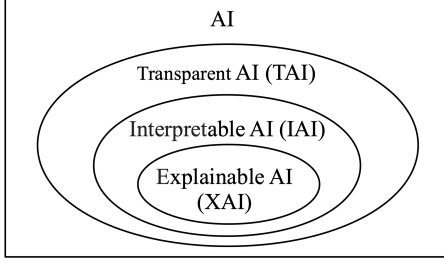 AI
Transparent AI (TAI)
Interpretable AI (IAI)
Explainable AI
(XAI)